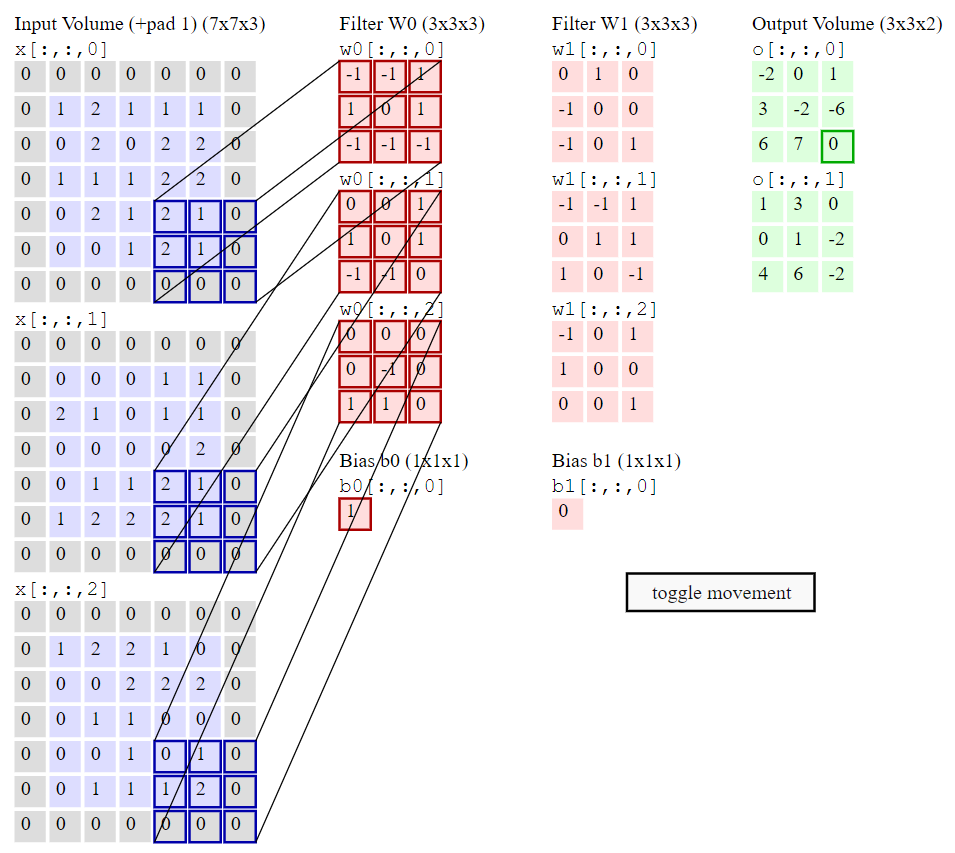 Input Volume (+pad 1) (7x7x3)
x[:,:,0]
0 0 0 0 0 0 0
0 1 2 1 1 1 0
0 0 2 0 2 2 0
0 1 1 1 2 2 0
0 0 2 1 2 1 0
0 0 0 1 2 1 0
0 0 0 0 0 0 0
x[:,:,1]
0 0 0 0 0 0 0
0 0 0 0 1 1 0
0 2 1 0 1 1 0
0 0 0 0 0 2 0
0 0 1 1 2 1 0
0 1 2 2 2 1 0
0 0 0 0 0 0 0
x[:,:,2]
0 0 0 0 0 0 0
0 1 2 2 1 0 0
0 0 0 2 2 2 0
0 0 1 1 0 0 0
0 0 0 1 0 1 0
0 0 1 1 1 2 0
0 0 0 0 0 0 0
Filter W0 (3x3x3)
w0[:,:,0]
-1 -1 1
1 0 1
-1 -1 -1
w0[:,:,1]
0 0 1
1 0 1
-1 -1 0
w0[:,:,2]
0 0 0
0 -1 0
1 1 0
Bias b0 (1x1x1)
b0[:,:,0]
1
Filter W1 (3x3x3)
w1[:,:,0]
0 1 0
-1 0 0
-1 0 1
w1[:,:,1]
-1 -1 1
0 1 1
1 0 -1
w1[:,:,2]
-1 0 1
1 0 0
0 0 1
Bias b1 (1x1x1)
b1[:,:,0]
0
Output Volume (3x3x2)
o[:,:,0]
-2 0 1
3 -2 -6
6 7 0
o[:,:,1]
1 3 0
0 1 -2
4 6 -2
toggle movement